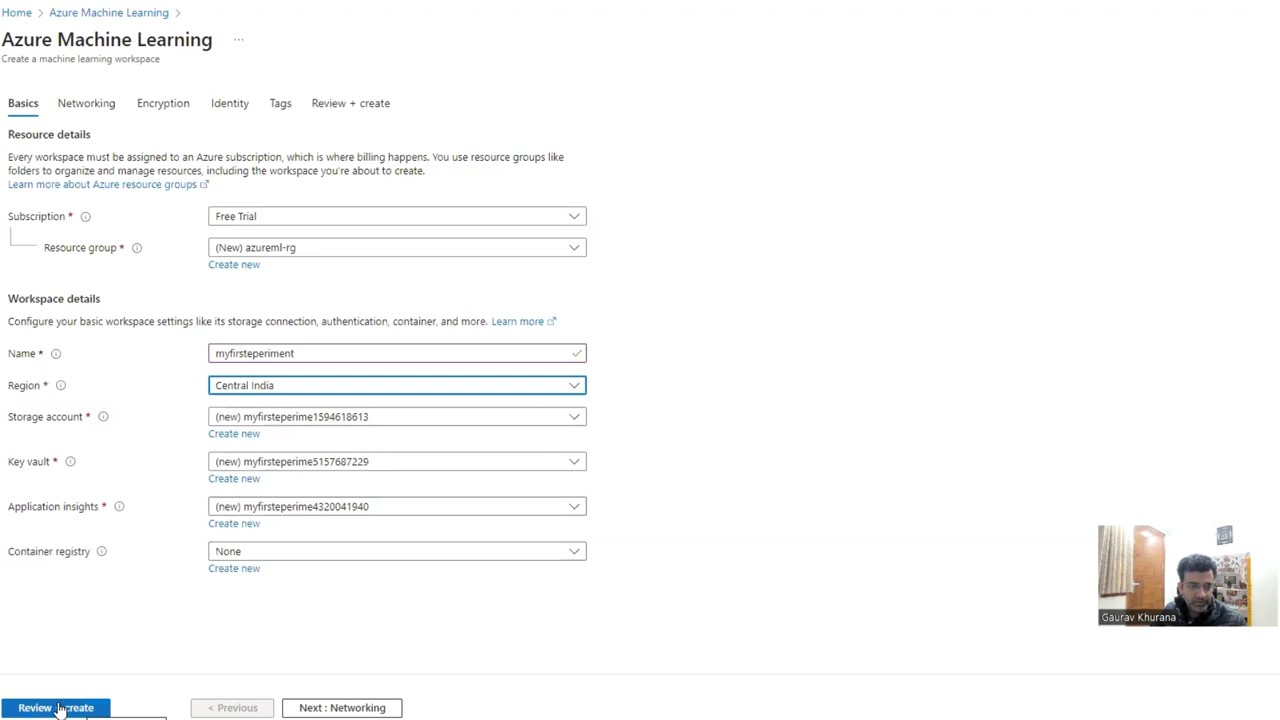 Home > Azure Machine Learning >
Azure Machine Learning ...
Create a machine learning workspace
Basics Networking Encryption Identity Tags Review + create
Resource details
Every workspace must be assigned to an Azure subscription, which is where billing happens. You use resource groups like
folders to organize and manage resources, including the workspace you're about to create.
Learn more about Azure resource groups
Subscription * Free Trial
Resource group * (New) azureml-rg
Create new
Workspace details
Configure your basic workspace settings like its storage connection, authentication, container, and more. Learn more
Name * myfirsteperiment
Region * Central India
Storage account * (new) myfirsteperime1594618613
Create new
Key vault * (new) myfirsteperime5157687229
Create new
Application insights * (new) myfirsteperime4320041940
Create new
Container registry None
Create new
Gaurav Khurana
Review create < Previous Next : Networking